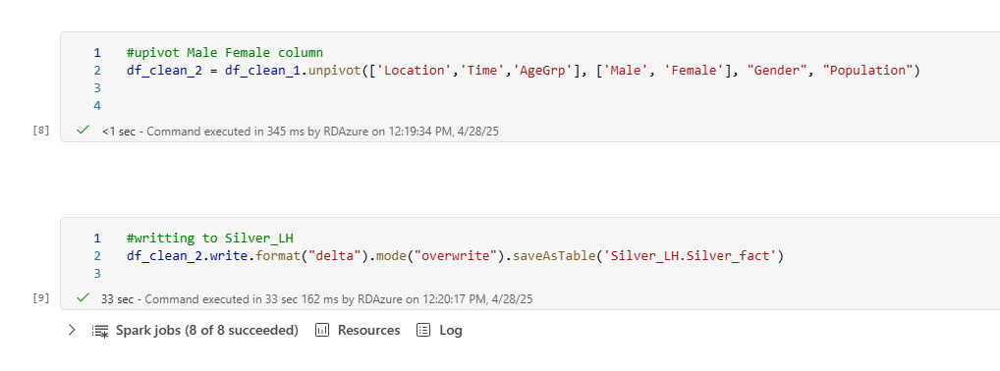 1 #upivot Male Female column
2 df_clean_2 = df_clean_1.unpivot(['Location','Time','AgeGrp'], ['Male', 'Female'], "Gender", "Population")
3
4
[8] <1 sec - Command executed in 345 ms by RDAzure on 12:19:34 PM, 4/28/25
1 #writting to Silver_LH
2 df_clean_2.write.format("delta").mode("overwrite").saveAsTable('Silver_LH.Silver_fact')
3
[9] 33 sec - Command executed in 33 sec 162 ms by RDAzure on 12:20:17 PM, 4/28/25
Spark jobs (8 of 8 succeeded) Resources Log